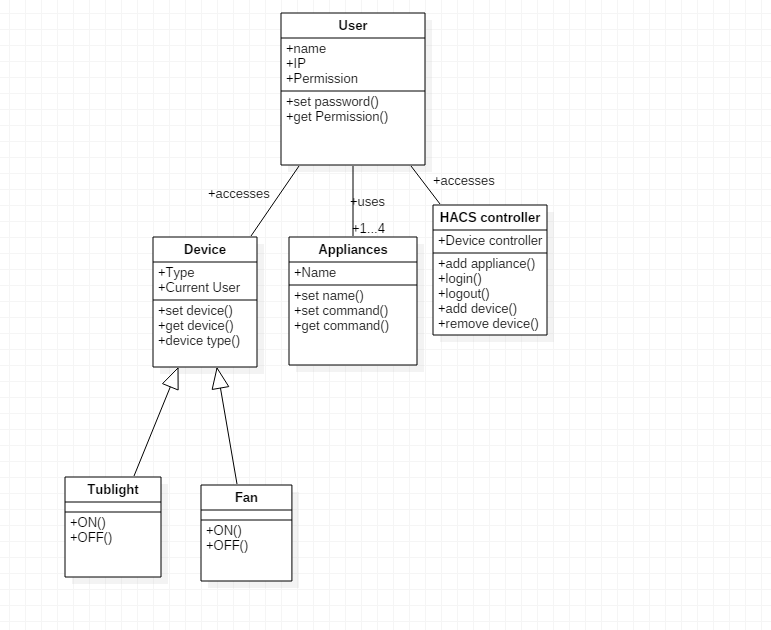 User
+name
+IP
+Permission
+set password()
+get Permission()
+accesses
+uses
+1...4
+accesses
Device
+Type
+Current User
+set device()
+get device()
+device type()
Appliances
+Name
+set name()
+set command()
+get command()
HACS controller
+Device controller
+add appliance()
+login()
+logout()
+add device()
+remove device()
Tublight
+ON()
+OFF()
Fan
+ON()
+OFF()